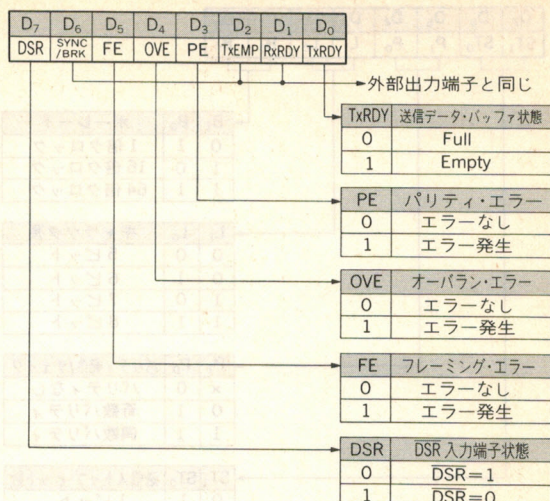 D7 D6 D5 D4 D3 D2 D1 D0
DSR SYNC/BRK FE OVE PE TxEMP RxRDY TxRDY
外部出力端子と同じ
TxRDY 送信データ・バッファ状態
0 Full
1 Empty
PE パリティ・エラー
0 エラーなし
1 エラー発生
OVE オーバラン・エラー
0 エラーなし
1 エラー発生
FE フレーミング・エラー
0 エラーなし
1 エラー発生
DSR D̅S̅R̅ 入力端子状態
0 D̅S̅R̅=1
1 D̅S̅R̅=0